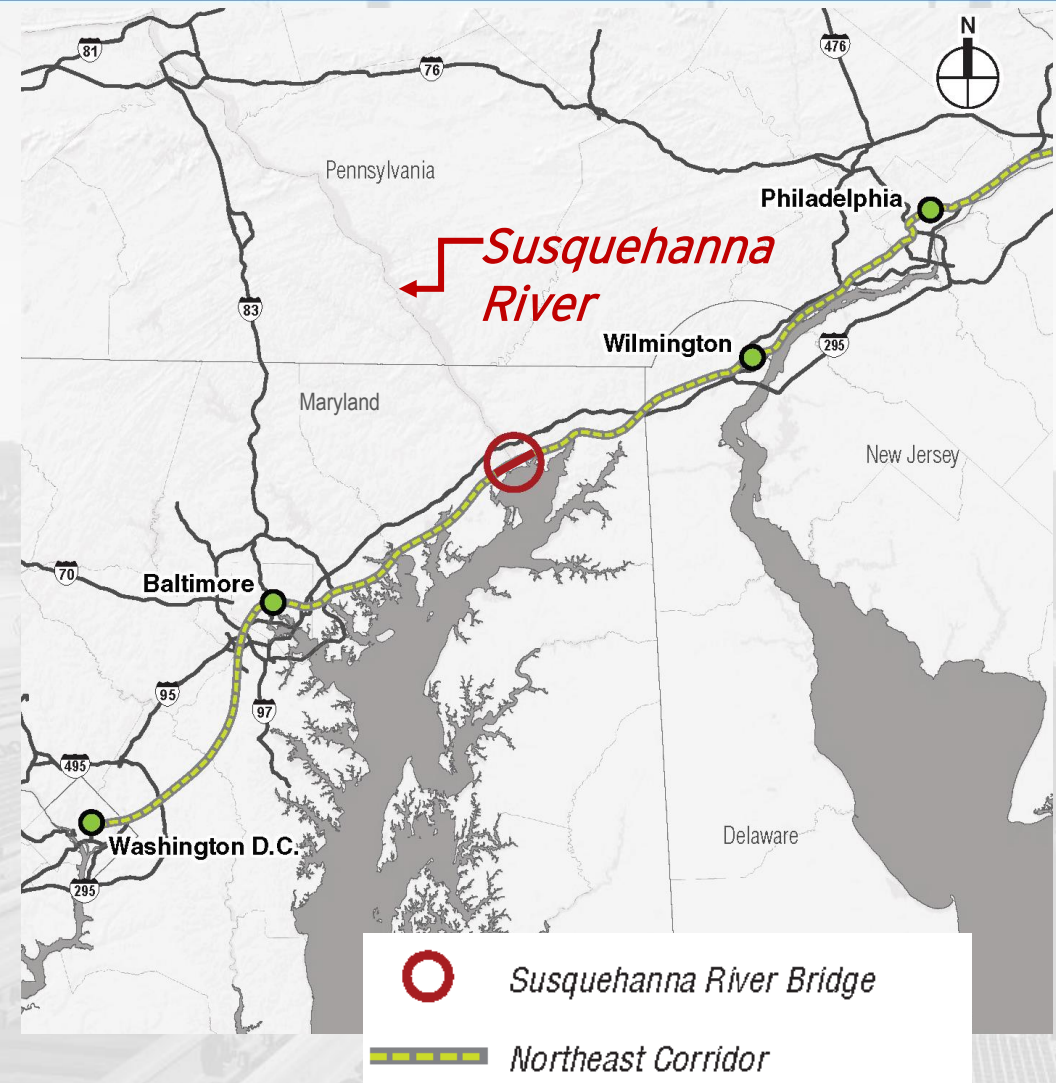 N
81
476
76
Pennsylvania
Philadelphia
Susquehanna
River
83
Wilmington
295
Maryland
New Jersey
70
Baltimore
95
97
495
Washington D.C.
Delaware
295
Susquehanna River Bridge
Northeast Corridor